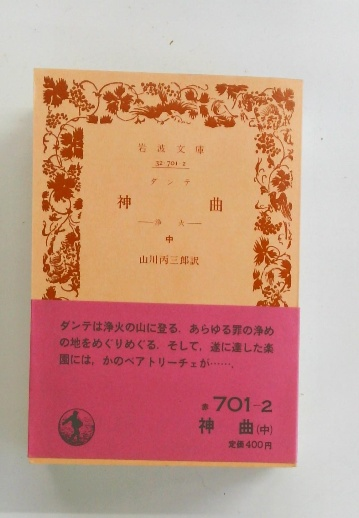 岩波文庫
32-701-2
ダンテ
神曲
—浄火—
中
山川丙三郎訳
ダンテは浄火の山に登る．あらゆる罪の浄め
の地をめぐりめぐる．そして，遂に達した楽
園には，かのベアトリーチェが……．
赤 701-2
神曲(中)
定価400円